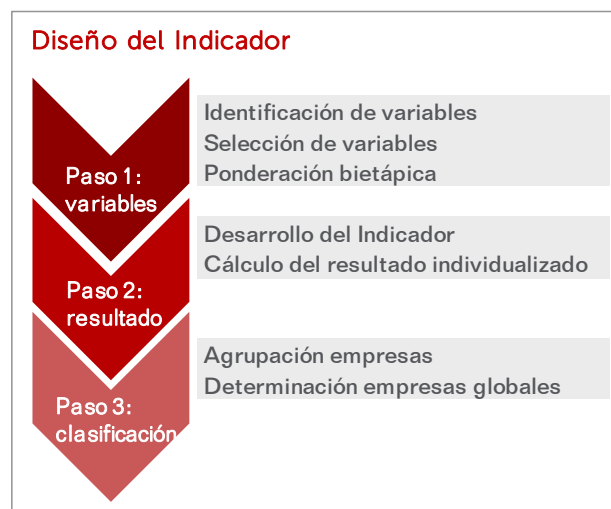 Diseño del Indicador
Paso 1:
variables
Identificación de variables
Selección de variables
Ponderación bietápica
Paso 2:
resultado
Desarrollo del Indicador
Cálculo del resultado individualizado
Paso 3:
clasificación
Agrupación empresas
Determinación empresas globales